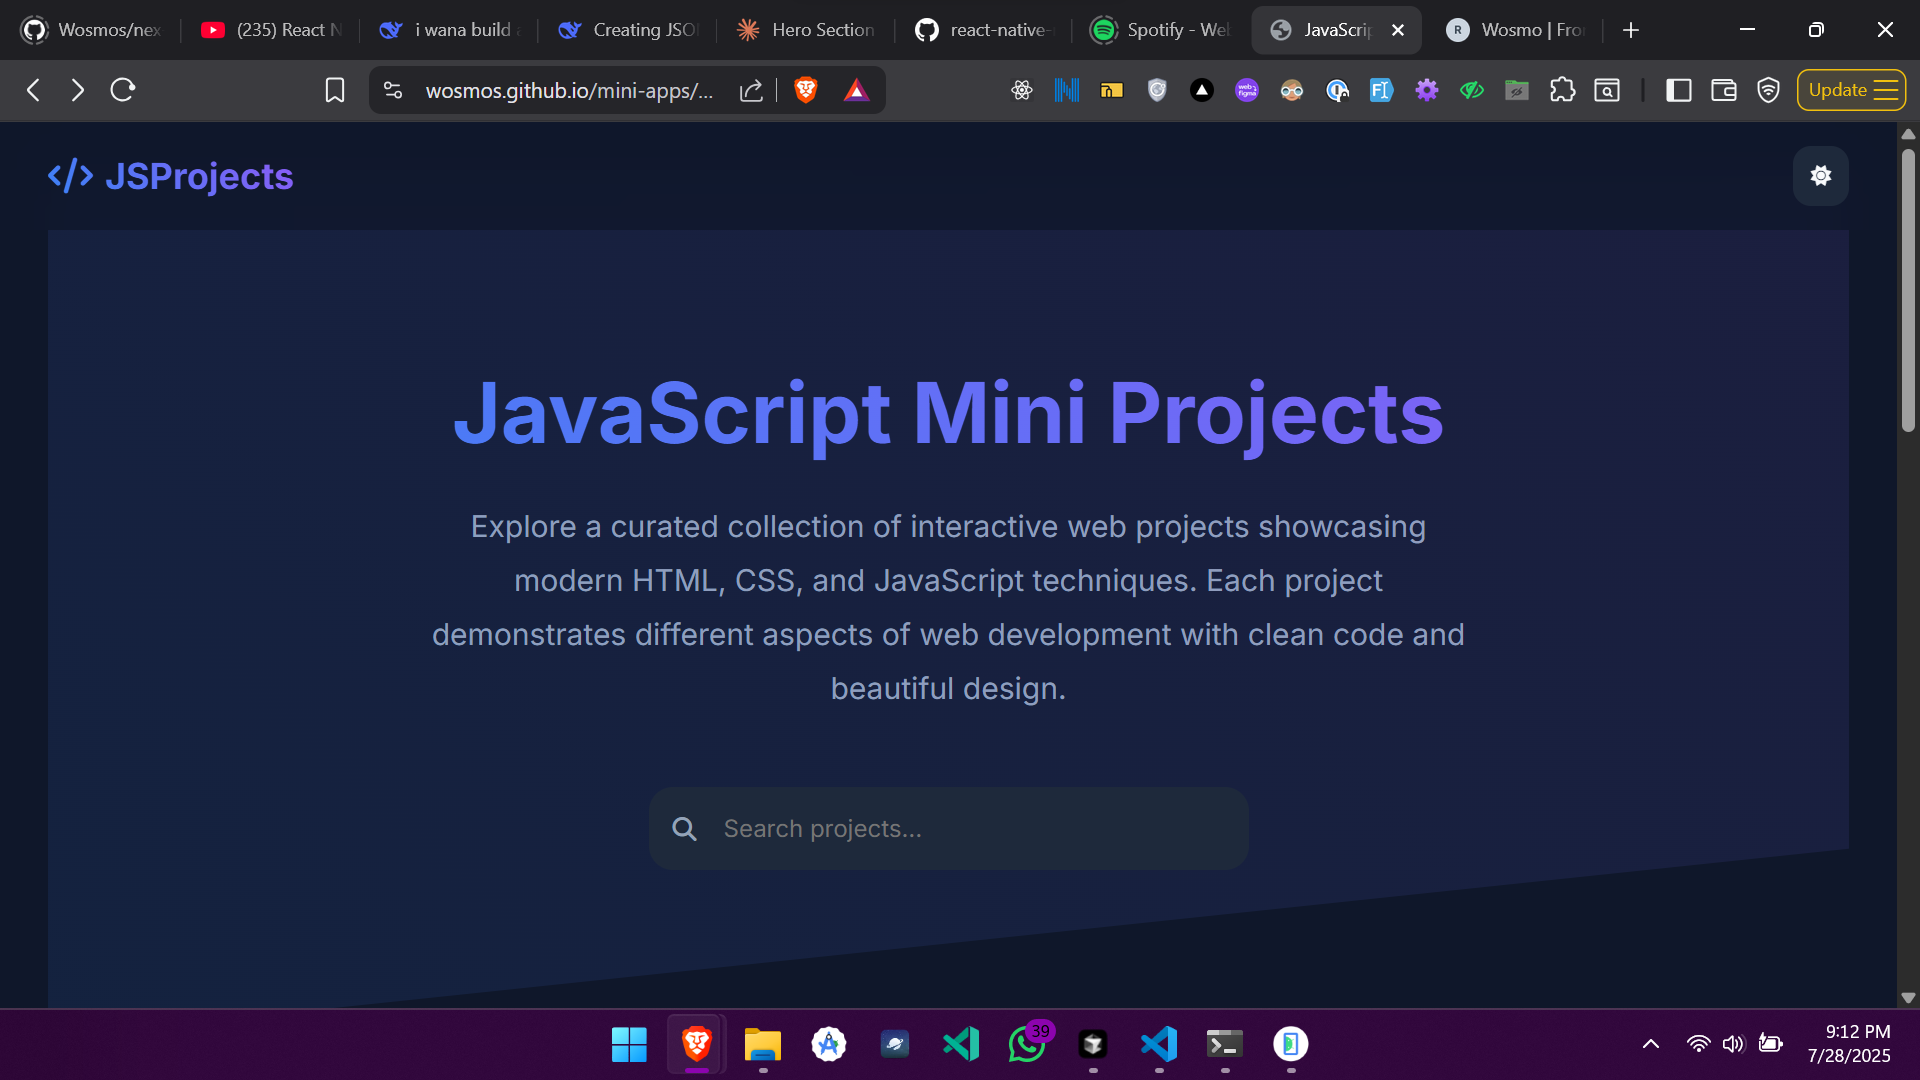 Wosmos/nex
(235) React N
i wana build a
Creating JSO
Hero Section
react-native-
Spotify - We
JavaScrip
Wosmo | Fro
wosmos.github.io/mini-apps/...
Update
</> JSProjects
JavaScript Mini Projects
Explore a curated collection of interactive web projects showcasing
modern HTML, CSS, and JavaScript techniques. Each project
demonstrates different aspects of web development with clean code and
beautiful design.
Search projects...
39
9:12 PM
7/28/2025